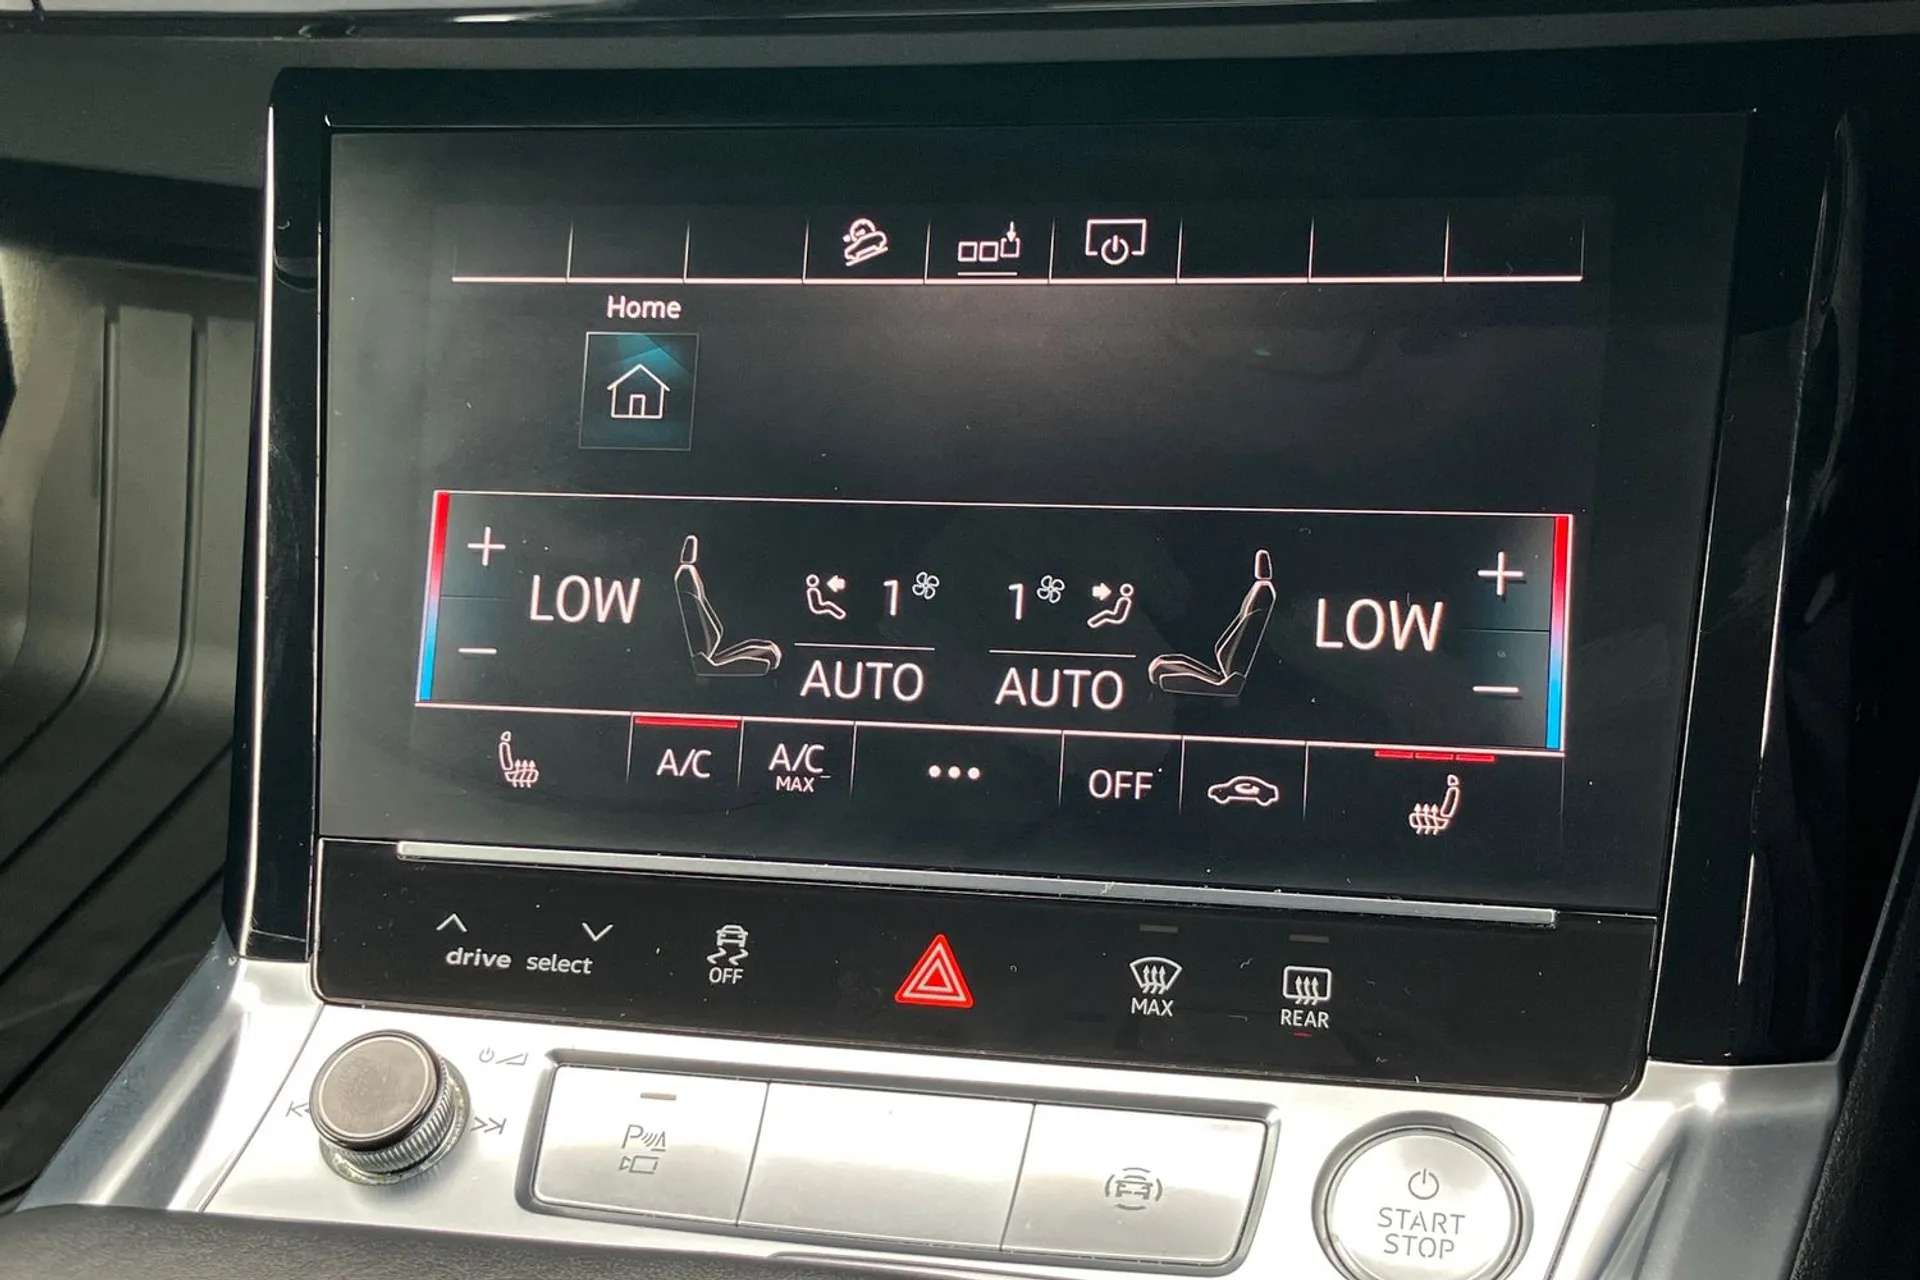 Home
LOW 1 1 LOW
AUTO AUTO
A/C A/C MAX OFF
drive select
OFF
MAX
REAR
P
START
STOP